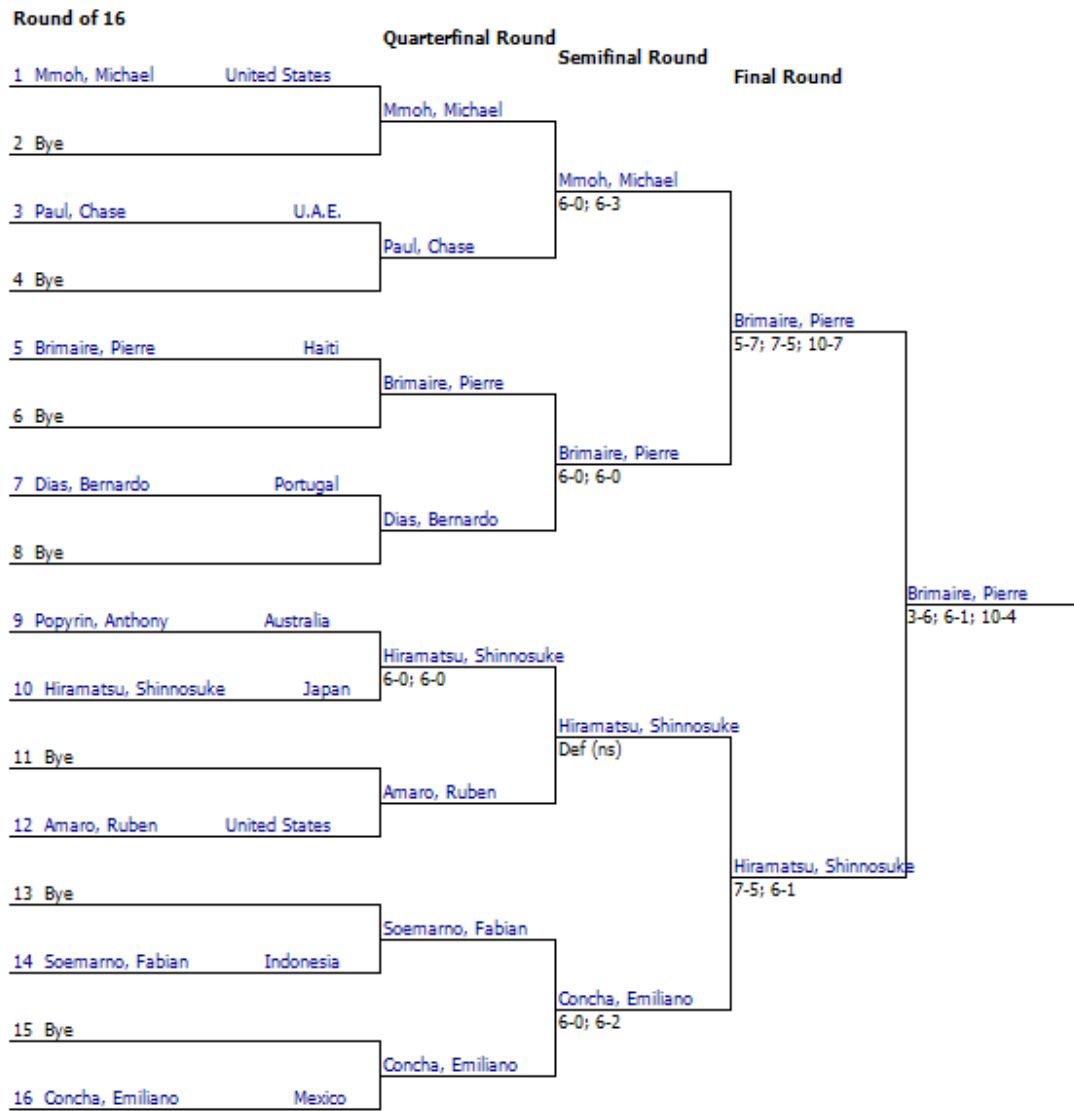 Round of 16
Quarterfinal Round
Semifinal Round
Final Round
1 Mmoh, Michael United States
Mmoh, Michael
2 Bye
Mmoh, Michael
6-0; 6-3
3 Paul, Chase U.A.E.
Paul, Chase
4 Bye
Brimaire, Pierre
5-7; 7-5; 10-7
5 Brimaire, Pierre Haiti
Brimaire, Pierre
6 Bye
Brimaire, Pierre
6-0; 6-0
7 Dias, Bernardo Portugal
Dias, Bernardo
8 Bye
Brimaire, Pierre
3-6; 6-1; 10-4
9 Popyrin, Anthony Australia
Hiramatsu, Shinnosuke
6-0; 6-0
10 Hiramatsu, Shinnosuke Japan
Hiramatsu, Shinnosuke
Def (ns)
11 Bye
Amaro, Ruben
12 Amaro, Ruben United States
Hiramatsu, Shinnosuke
7-5; 6-1
13 Bye
Soemarno, Fabian
14 Soemarno, Fabian Indonesia
Concha, Emiliano
6-0; 6-2
15 Bye
Concha, Emiliano
16 Concha, Emiliano Mexico